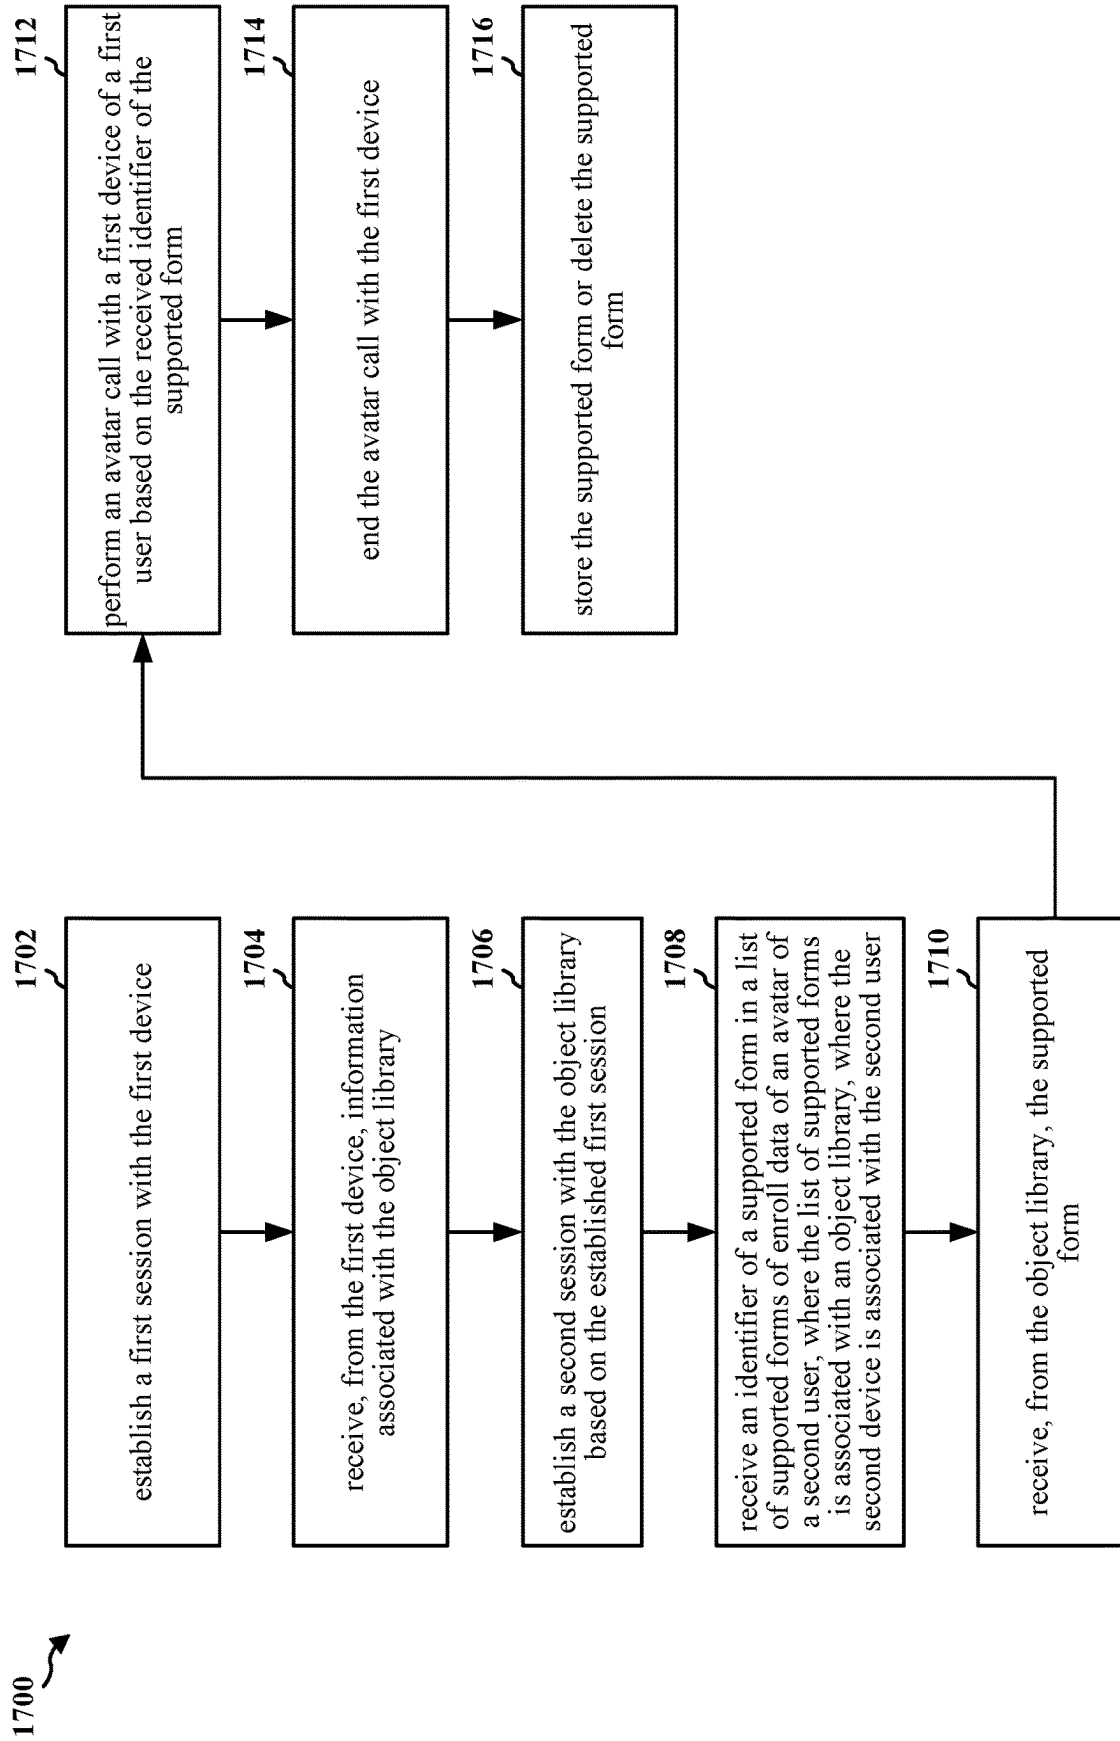 1700
1702
establish a first session with the first device
1704
receive, from the first device, information
associated with the object library
1706
establish a second session with the object library
based on the established first session
1708
receive an identifier of a supported form in a list
of supported forms of enroll data of an avatar of
a second user, where the list of supported forms
is associated with an object library, where the
second device is associated with the second user
1710
receive, from the object library, the supported
form
1712
perform an avatar call with a first device of a first
user based on the received identifier of the
supported form
1714
end the avatar call with the first device
1716
store the supported form or delete the supported
form